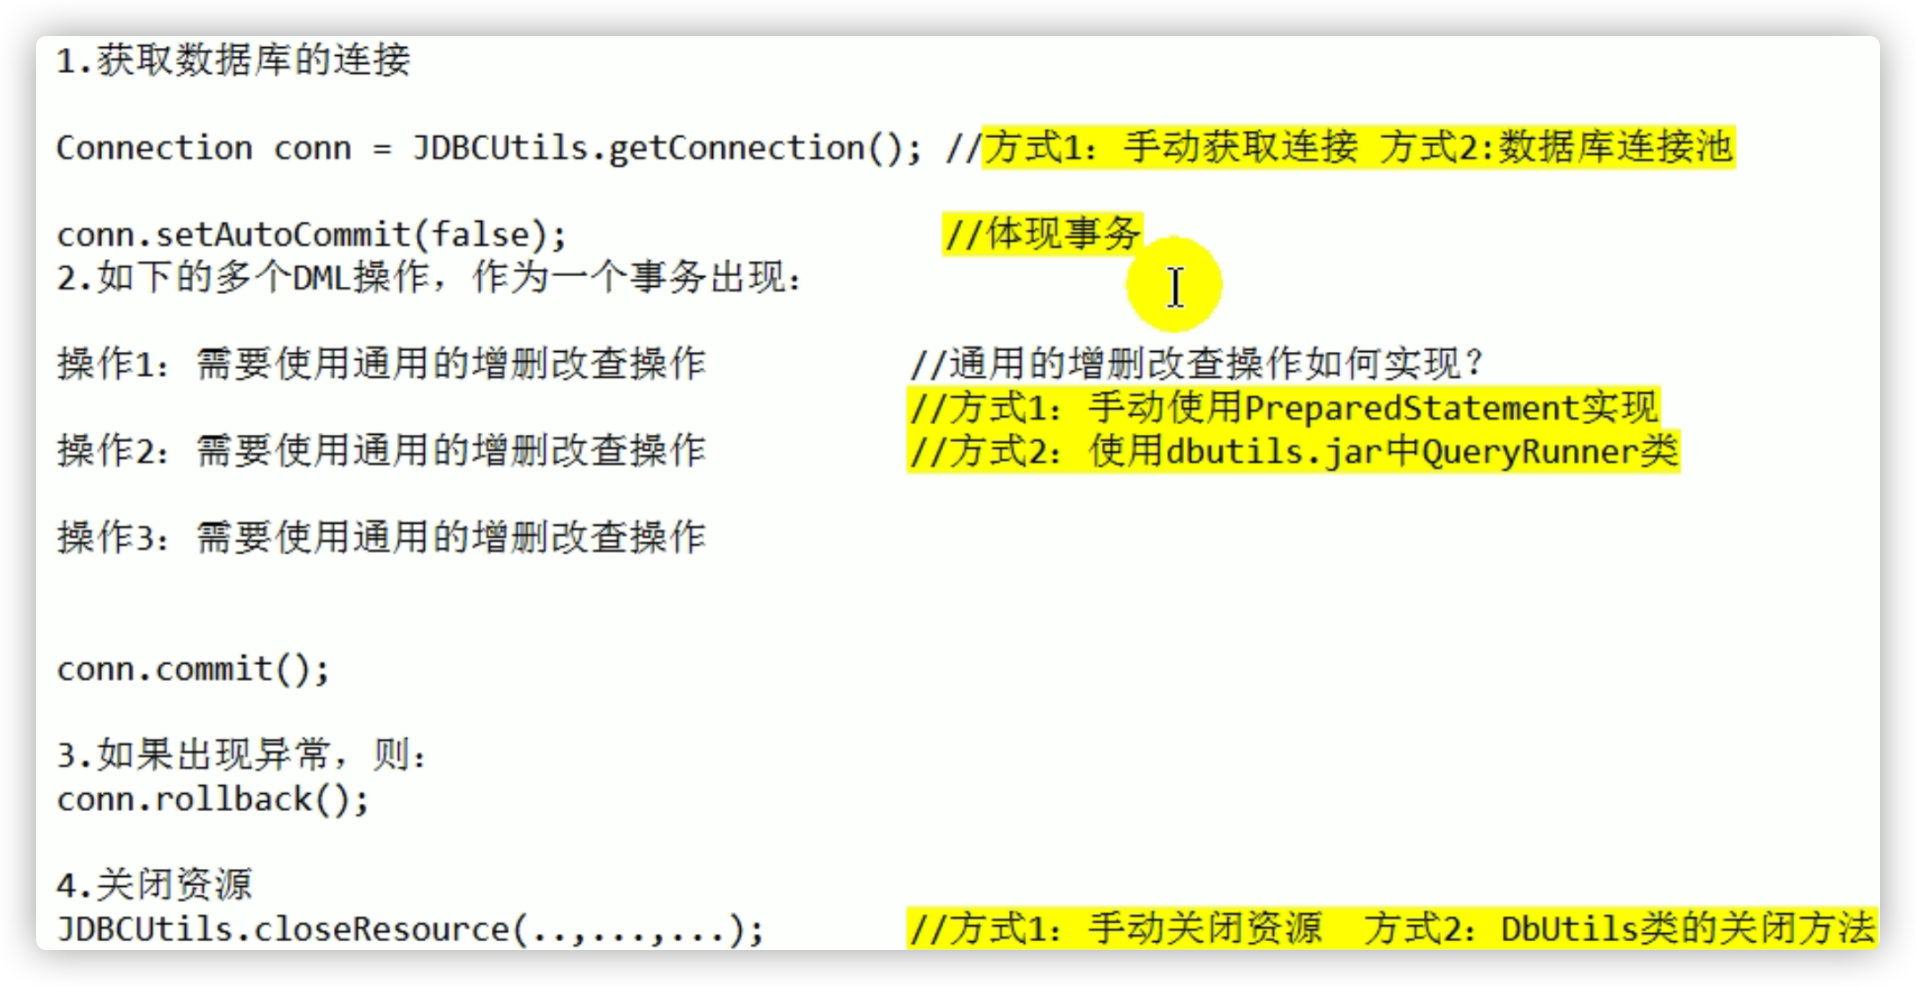 1.获取数据库的连接
Connection conn = JDBCUtils.getConnection(); //方式1：手动获取连接 方式2:数据库连接池
conn.setAutoCommit(false); //体现事务
2.如下的多个DML操作，作为一个事务出现：
操作1：需要使用通用的增删改查操作 //通用的增删改查操作如何实现？
//方式1：手动使用PreparedStatement实现
操作2：需要使用通用的增删改查操作 //方式2：使用dbutils.jar中QueryRunner类
操作3：需要使用通用的增删改查操作
conn.commit();
3.如果出现异常，则：
conn.rollback();
4.关闭资源
JDBCUtils.closeResource(..,...,...); //方式1：手动关闭资源 方式2：DbUtils类的关闭方法